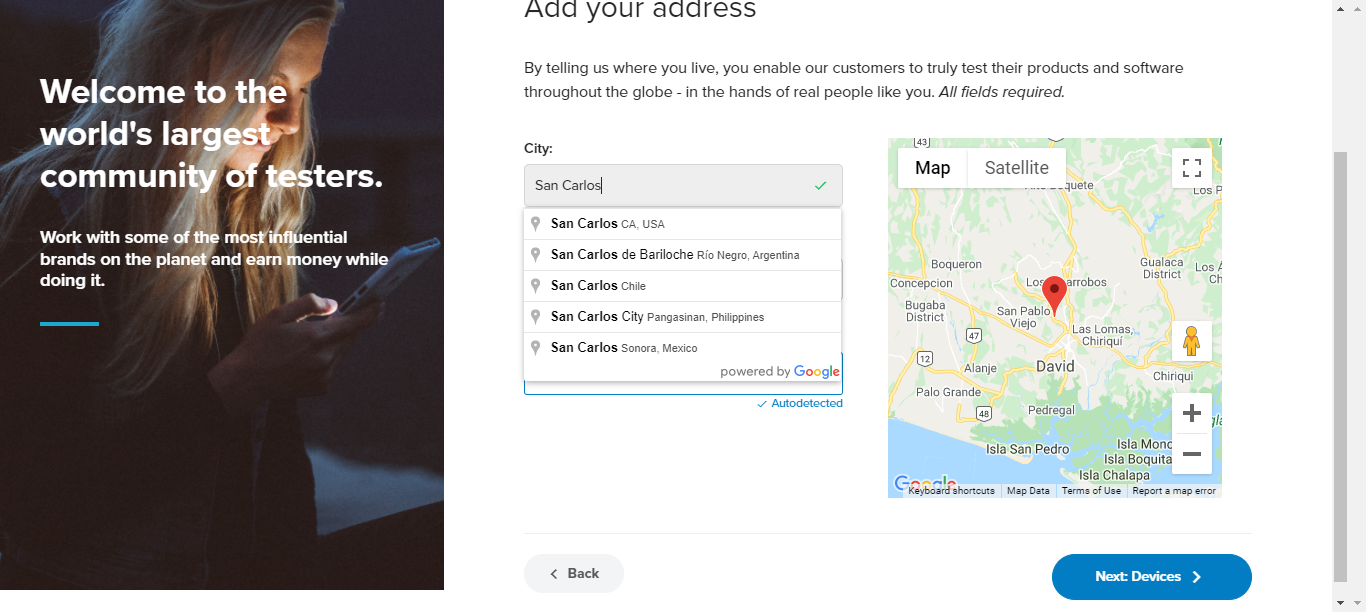 Add your address
Welcome to the
world's largest
community of testers.
Work with some of the most influential
brands on the planet and earn money while
doing it.
By telling us where you live, you enable our customers to truly test their products and software
throughout the globe - in the hands of real people like you. All fields required.
City:
San Carlos
San Carlos CA, USA
San Carlos de Bariloche Río Negro, Argentina
San Carlos Chile
San Carlos City Pangasinan, Philippines
San Carlos Sonora, Mexico
powered by Google
Autodetected
Map
Satellite
43
Boquete
Los P
Boqueron
Concepcion
Gualaca
District
Los A
Bugaba
District
San Pablo
Viejo
Las Lomas,
Chiriquí
47
12
Alanje
David
Chiriqui
Palo Grande
48
Pedregal
Isla San Pedro
Isla Mono
Isla Boquita
Isla Chalapa
Google
Keyboard shortcuts
Map Data
Terms of Use
Report a map error
Back
Next: Devices